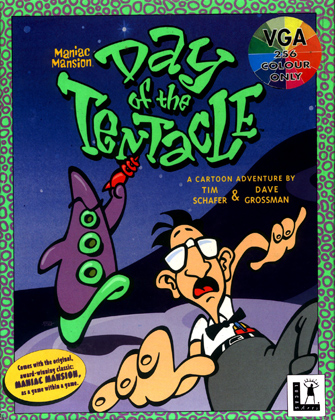 Maniac
Mansion
Day
of the
Tentacle
VGA
256
COLOUR
ONLY
A CARTOON ADVENTURE BY
TIM
SCHAFER
&
DAVE
GROSSMAN
Comes with the original,
award-winning classic:
MANIAC MANSION,
as a game within a game.